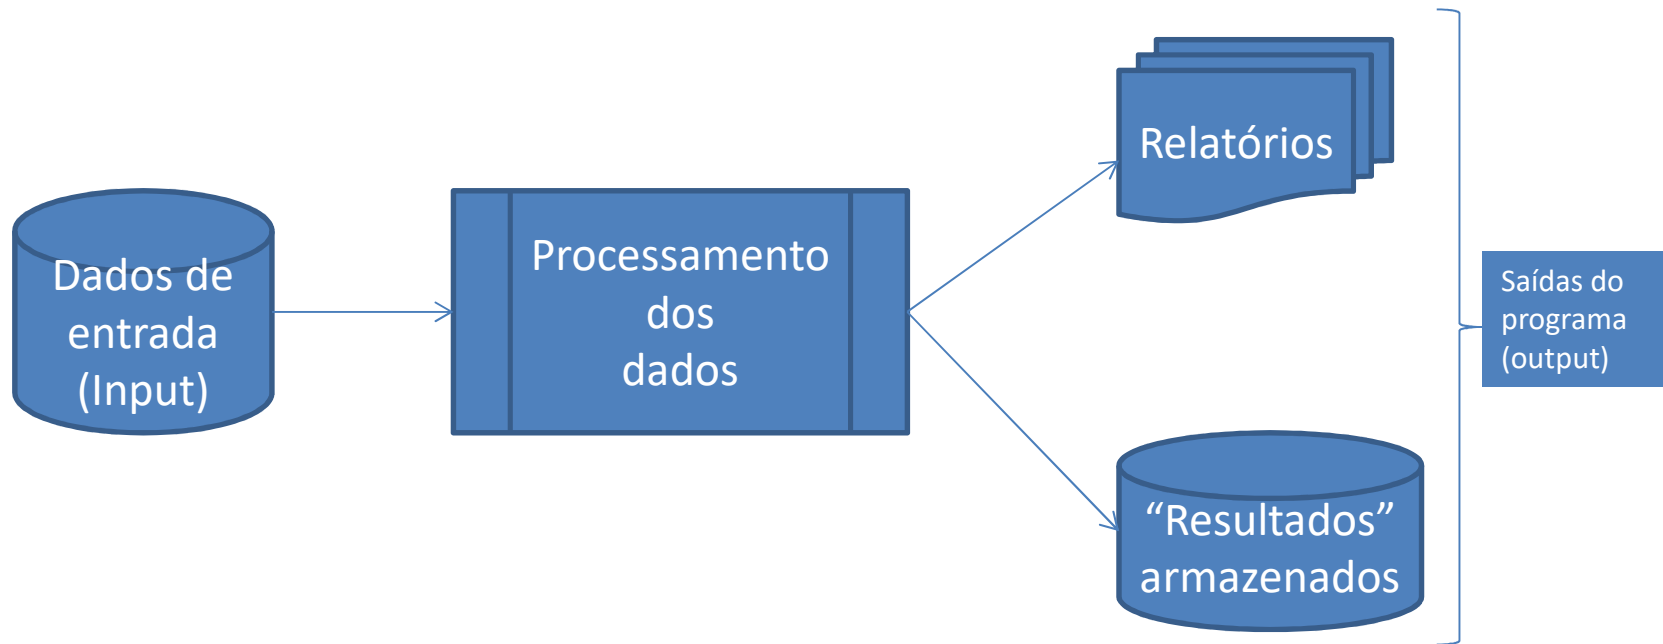 Dados de
entrada
(Input)
Processamento
dos
dados
Relatórios
“Resultados”
armazenados
Saídas do
programa
(output)